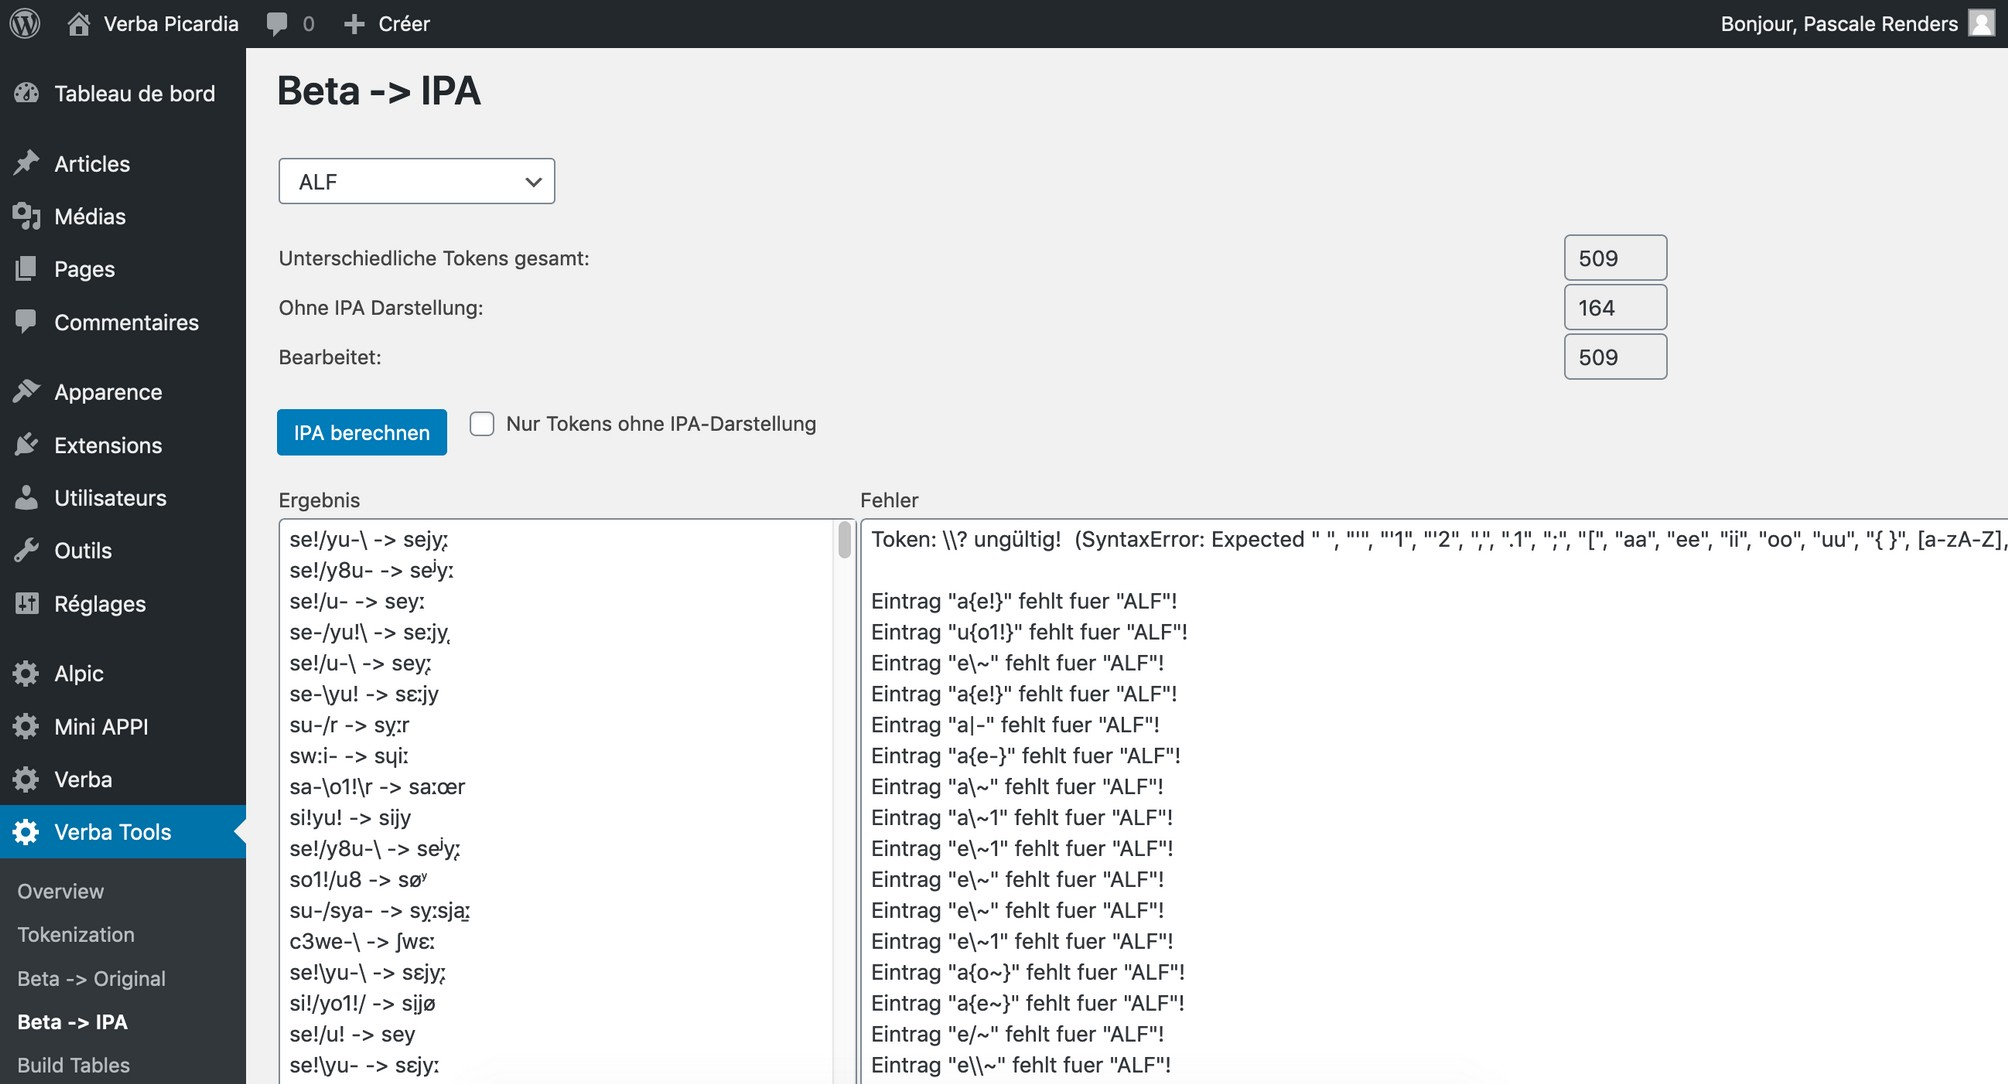 Verba Picardia 0 Créer Bonjour, Pascale Renders
Tableau de bord
Articles
Médias
Pages
Commentaires
Apparence
Extensions
Utilisateurs
Outils
Réglages
Alpic
Mini APPI
Verba
Verba Tools
Overview
Tokenization
Beta -> Original
Beta -> IPA
Build Tables
Beta -> IPA
ALF
Unterschiedliche Tokens gesamt: 509
Ohne IPA Darstellung: 164
Bearbeitet: 509
IPA berechnen Nur Tokens ohne IPA-Darstellung
Ergebnis
se!/yu-\ -> sejy̨ː
se!/y8u- -> seʲyː
se!/u- -> seyː
se-/yu!\ -> seːjy̨
se!/u-\ -> sey̨ː
se-\yu! -> sɛːjy
su-/r -> sỵːr
sw:i- -> sɥiː
sa-\o1!\r -> saːœr
si!yu! -> sijy
se!/y8u-\ -> seʲy̨ː
so1!/u8 -> søʸ
su-/sya- -> sỵːsja̱ː
c3we-\ -> ʃwɛː
se!\yu-\ -> sɛjy̨ː
si!/yo1!/ -> sịjø
se!/u! -> sey
se!\yu- -> sɛjyː
Fehler
Token: \\? ungültig!  (SyntaxError: Expected " ", "'", "'1", "'2", ",", ".1", ";", "[", "aa", "ee", "ii", "oo", "uu", "{ }", [a-zA-Z],
Eintrag "a{e!}" fehlt fuer "ALF"!
Eintrag "u{o1!}" fehlt fuer "ALF"!
Eintrag "e\~" fehlt fuer "ALF"!
Eintrag "a{e!}" fehlt fuer "ALF"!
Eintrag "a|-" fehlt fuer "ALF"!
Eintrag "a{e-}" fehlt fuer "ALF"!
Eintrag "a\~" fehlt fuer "ALF"!
Eintrag "a\~1" fehlt fuer "ALF"!
Eintrag "e\~1" fehlt fuer "ALF"!
Eintrag "e\~" fehlt fuer "ALF"!
Eintrag "e\~" fehlt fuer "ALF"!
Eintrag "e\~1" fehlt fuer "ALF"!
Eintrag "a{o~}" fehlt fuer "ALF"!
Eintrag "a{e~}" fehlt fuer "ALF"!
Eintrag "e/~" fehlt fuer "ALF"!
Eintrag "e\\~" fehlt fuer "ALF"!